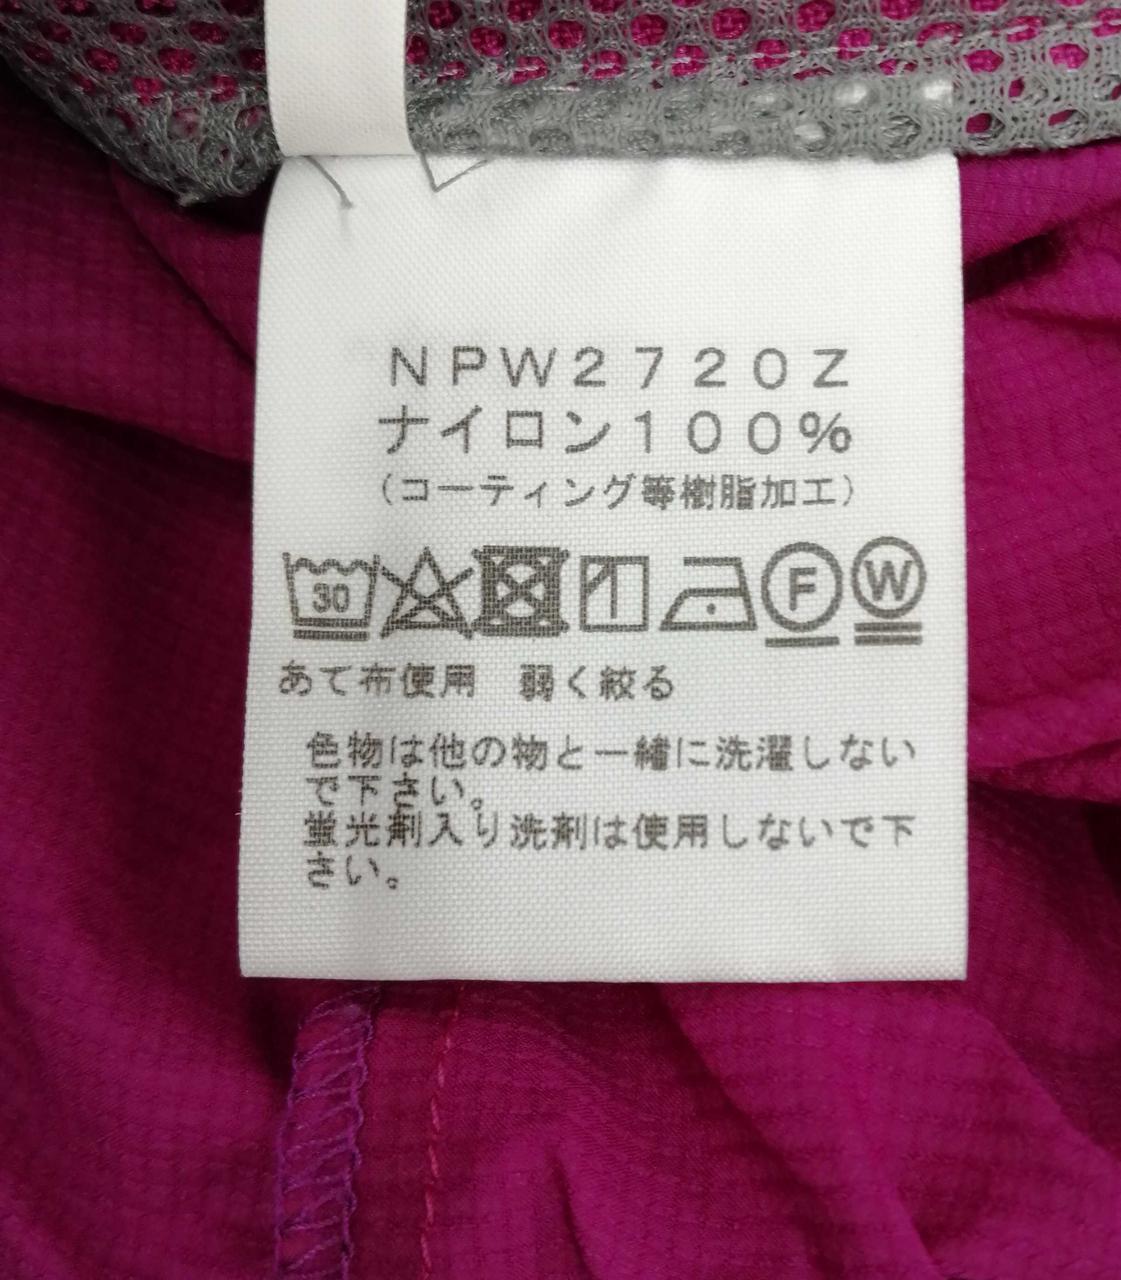 ＮＰＷ２７２０Ｚ
ナイロン１００％
（コーティング等樹脂加工）
30 F W
あて布使用　弱く絞る
色物は他の物と一緒に洗濯しない
で下さい。
蛍光剤入り洗剤は使用しないで下
さい。